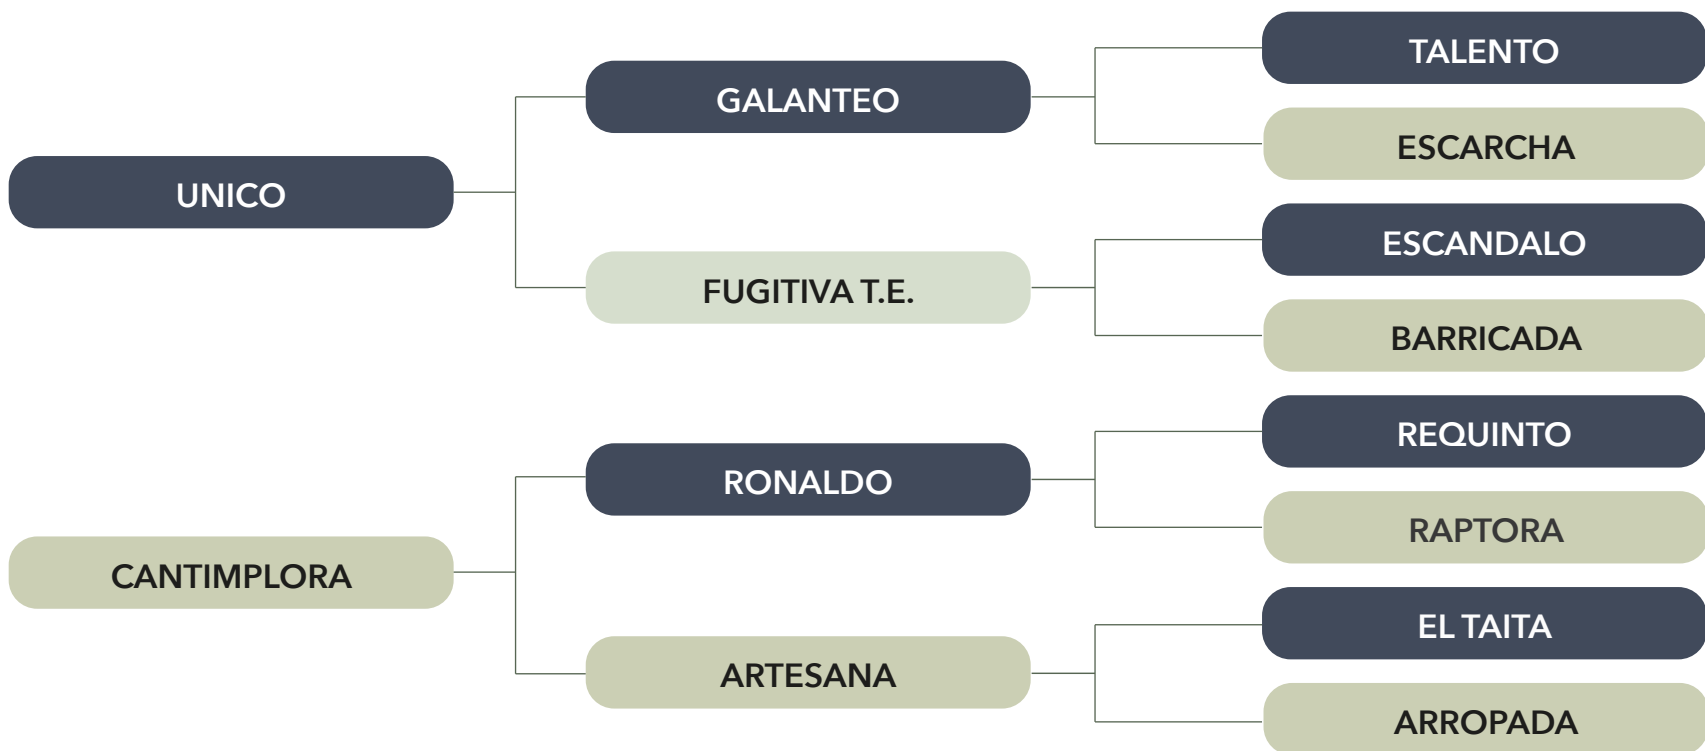 TALENTO
GALANTEO
ESCARCHA
UNICO
ESCANDALO
FUGITIVA T.E.
BARRICADA
REQUINTO
RONALDO
RAPTORA
CANTIMPLORA
EL TAITA
ARTESANA
ARROPADA